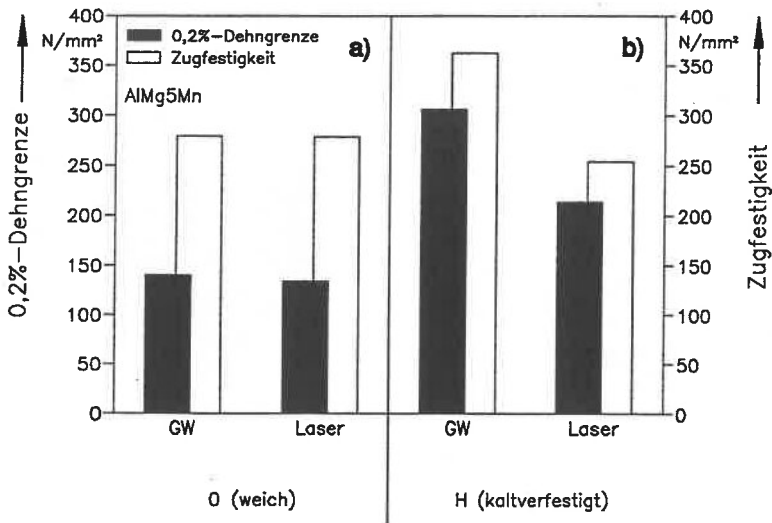 400
N/mm²
350
300
250
200
150
100
50
0
0,2%-Dehngrenze
0,2%-Dehngrenze
Zugfestigkeit
a)
AlMg5Mn
b)
400
N/mm²
350
300
250
200
150
100
50
0
Zugfestigkeit
GW
Laser
GW
Laser
O (weich)
H (kaltverfestigt)